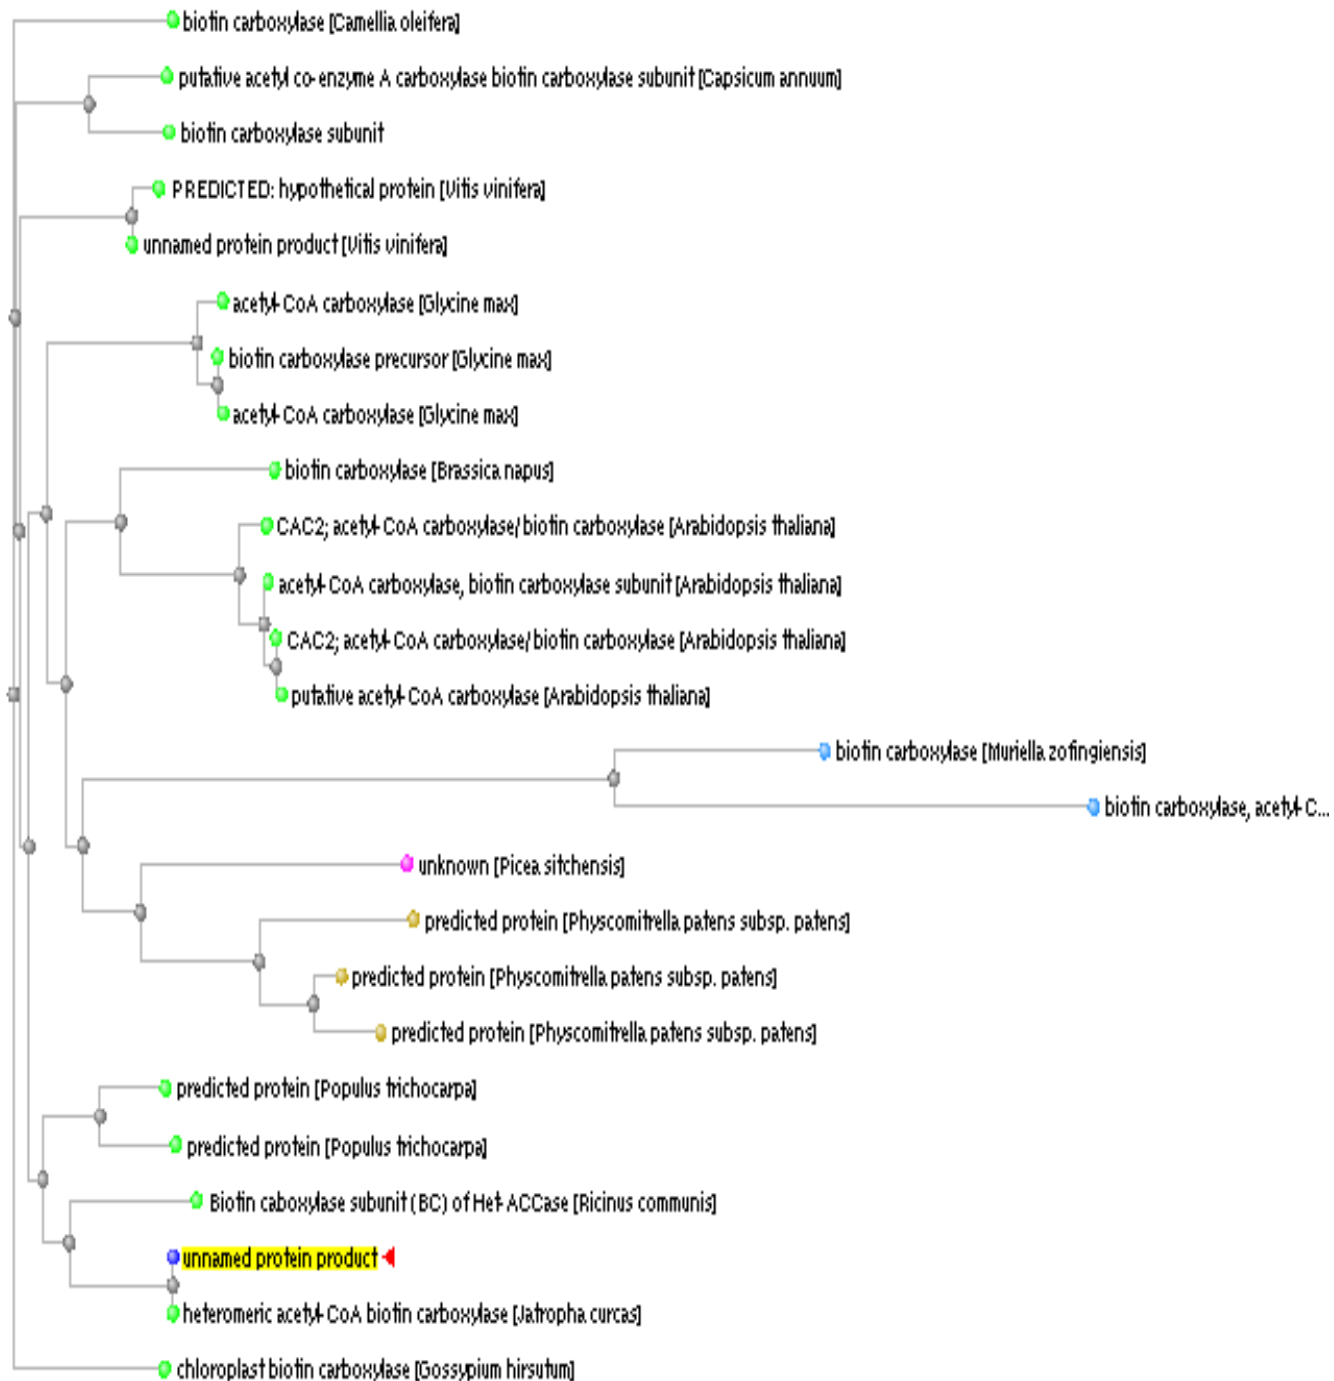 biotin carboxylase [Camellia oleifera]
putative acetyl co-enzyme A carboxylase biotin carboxylase subunit [Capsicum annuum]
biotin carboxylase subunit
PREDICTED: hypothetical protein [Vitis vinifera]
unnamed protein product [Vitis vinifera]
acetyl-CoA carboxylase [Glycine max]
biotin carboxylase precursor [Glycine max]
acetyl-CoA carboxylase [Glycine max]
biotin carboxylase [Brassica napus]
CAC2; acetyl-CoA carboxylase/ biotin carboxylase [Arabidopsis thaliana]
acetyl-CoA carboxylase, biotin carboxylase subunit [Arabidopsis thaliana]
CAC2; acetyl-CoA carboxylase/ biotin carboxylase [Arabidopsis thaliana]
putative acetyl-CoA carboxylase [Arabidopsis thaliana]
biotin carboxylase [Muriella zofingiensis]
biotin carboxylase, acetyl-C...
unknown [Picea sitchensis]
predicted protein [Physcomitrella patens subsp. patens]
predicted protein [Physcomitrella patens subsp. patens]
predicted protein [Physcomitrella patens subsp. patens]
predicted protein [Populus trichocarpa]
predicted protein [Populus trichocarpa]
Biotin caboxylase subunit (BC) of Het-ACCase [Ricinus communis]
unnamed protein product
heteromeric acetyl-CoA biotin carboxylase [Jatropha curcas]
chloroplast biotin carboxylase [Gossypium hirsutum]